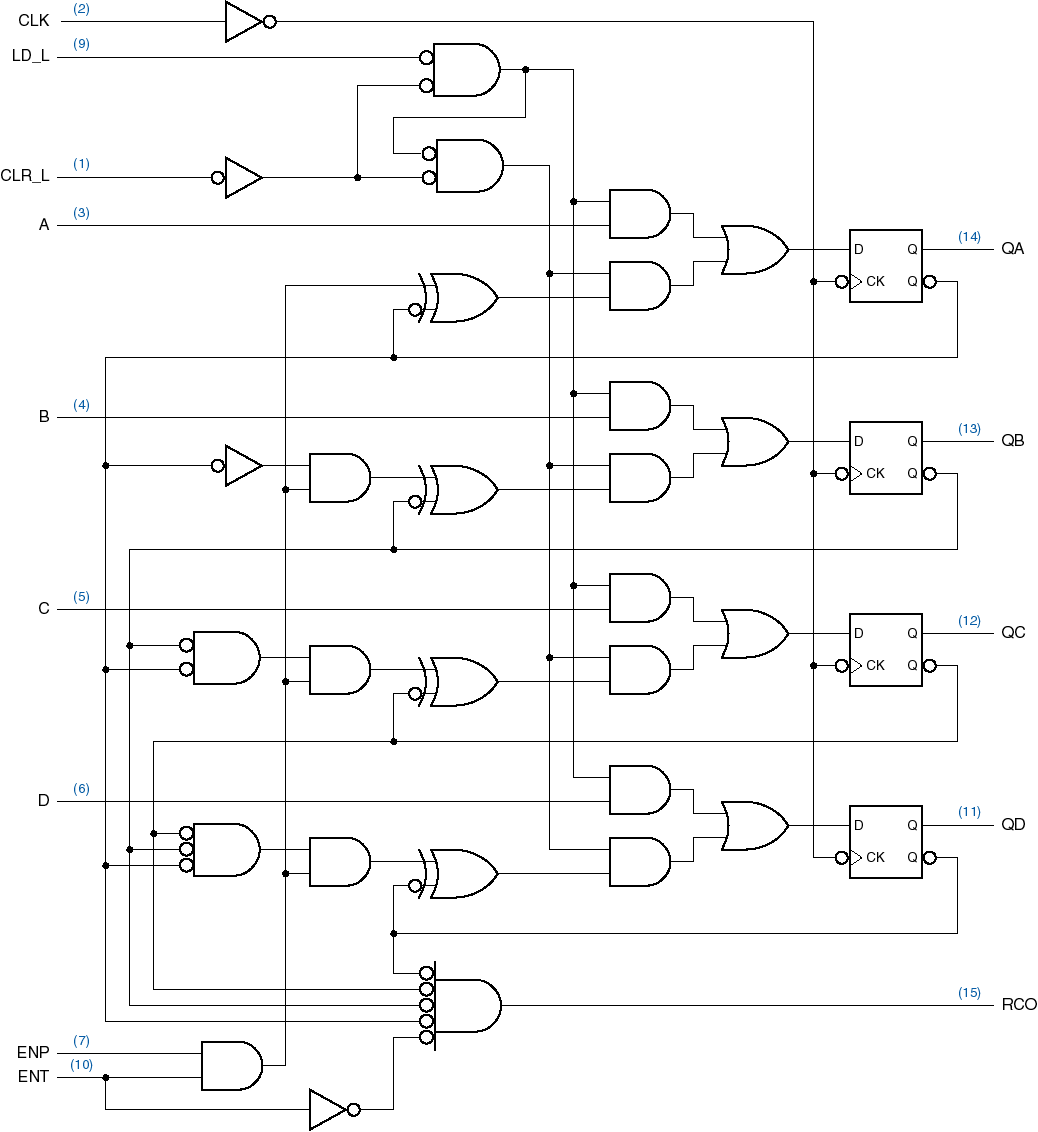 CLK (2)
LD_L (9)
CLR_L (1)
A (3)
D Q (14) QA
CK Q
B (4)
D Q (13) QB
CK Q
C (5)
D Q (12) QC
CK Q
D (6)
D Q (11) QD
CK Q
(15) RCO
ENP (7)
ENT (10)